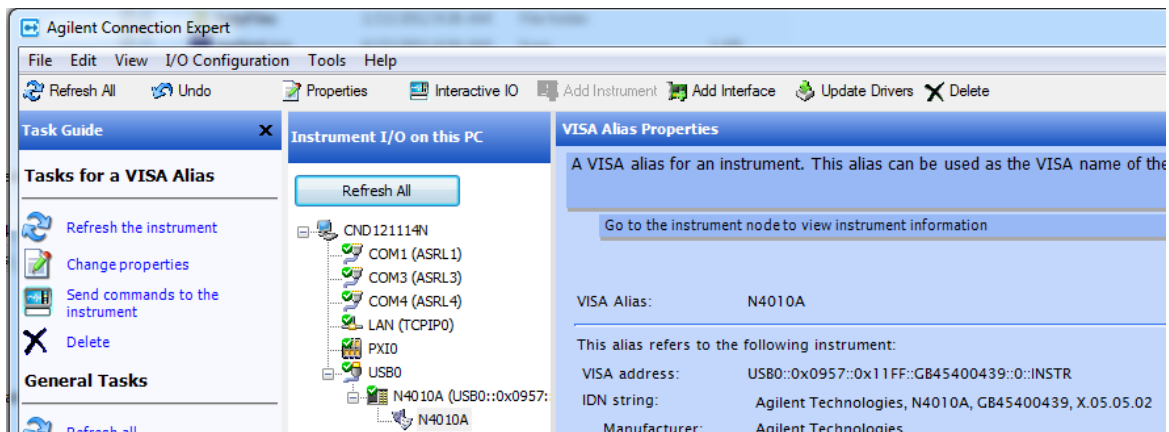 Agilent Connection Expert
File Edit View I/O Configuration Tools Help
Refresh All Undo Properties Interactive IO Add Instrument Add Interface Update Drivers Delete
Task Guide
Tasks for a VISA Alias
Refresh the instrument
Change properties
Send commands to the
instrument
Delete
General Tasks
Refresh all
Instrument I/O on this PC
Refresh All
CND121114N
COM1 (ASRL1)
COM3 (ASRL3)
COM4 (ASRL4)
LAN (TCPIP0)
PXI0
USB0
N4010A (USB0::0x0957:
N4010A
VISA Alias Properties
A VISA alias for an instrument. This alias can be used as the VISA name of the
Go to the instrument node to view instrument information
VISA Alias: N4010A
This alias refers to the following instrument:
VISA address: USB0::0x0957::0x11FF::GB45400439::0::INSTR
IDN string: Agilent Technologies, N4010A, GB45400439, X.05.05.02
Manufacturer: Agilent Technologies